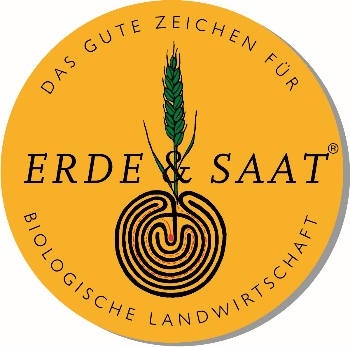 DAS GUTE ZEICHEN FÜR
ERDE & SAAT®
BIOLOGISCHE LANDWIRTSCHAFT